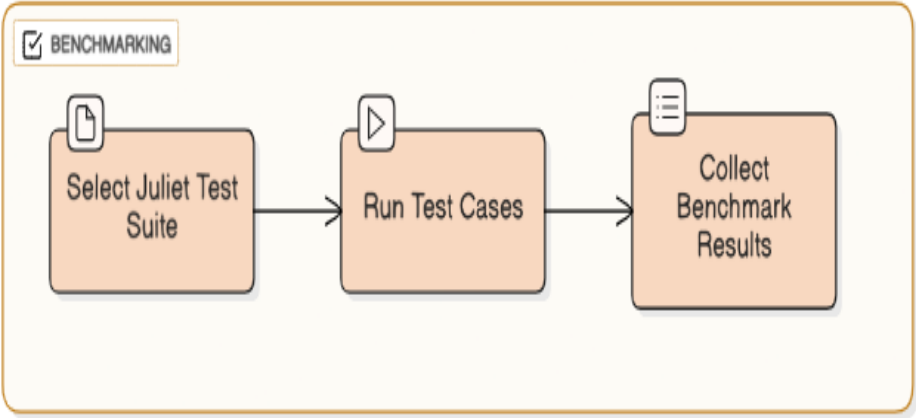 BENCHMARKING
Select Juliet Test
Suite
Run Test Cases
Collect
Benchmark
Results